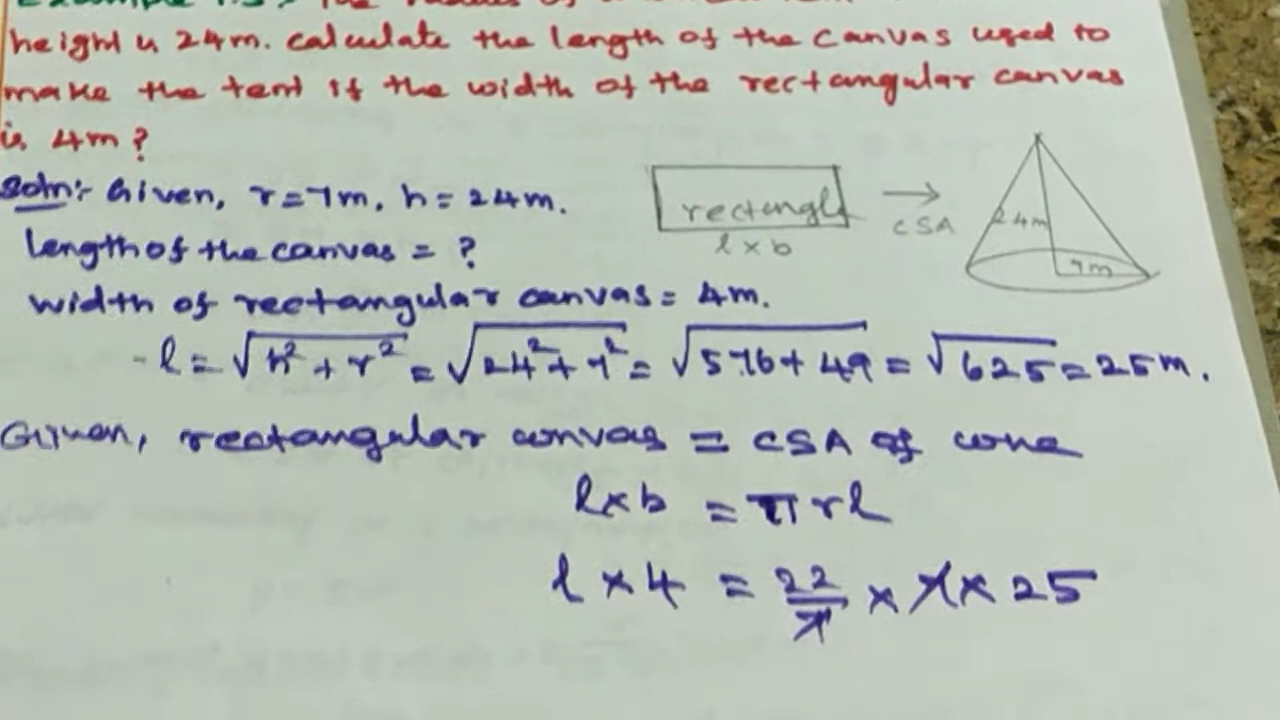 height is 24m. calculate the length of the canvas used to
make the tent if the width of the rectangular canvas
is 4m?
Soln:- Given, r=7m, h=24m.
length of the canvas = ?
width of rectangular canvas = 4m.
rectangle
l×b
CSA
24m
7m
l = √h²+r² = √24²+7² = √576+49 = √625 = 25m.
Given, rectangular canvas = CSA of cone
l×b = πrl
l×4 = 22/7 × 7 × 25